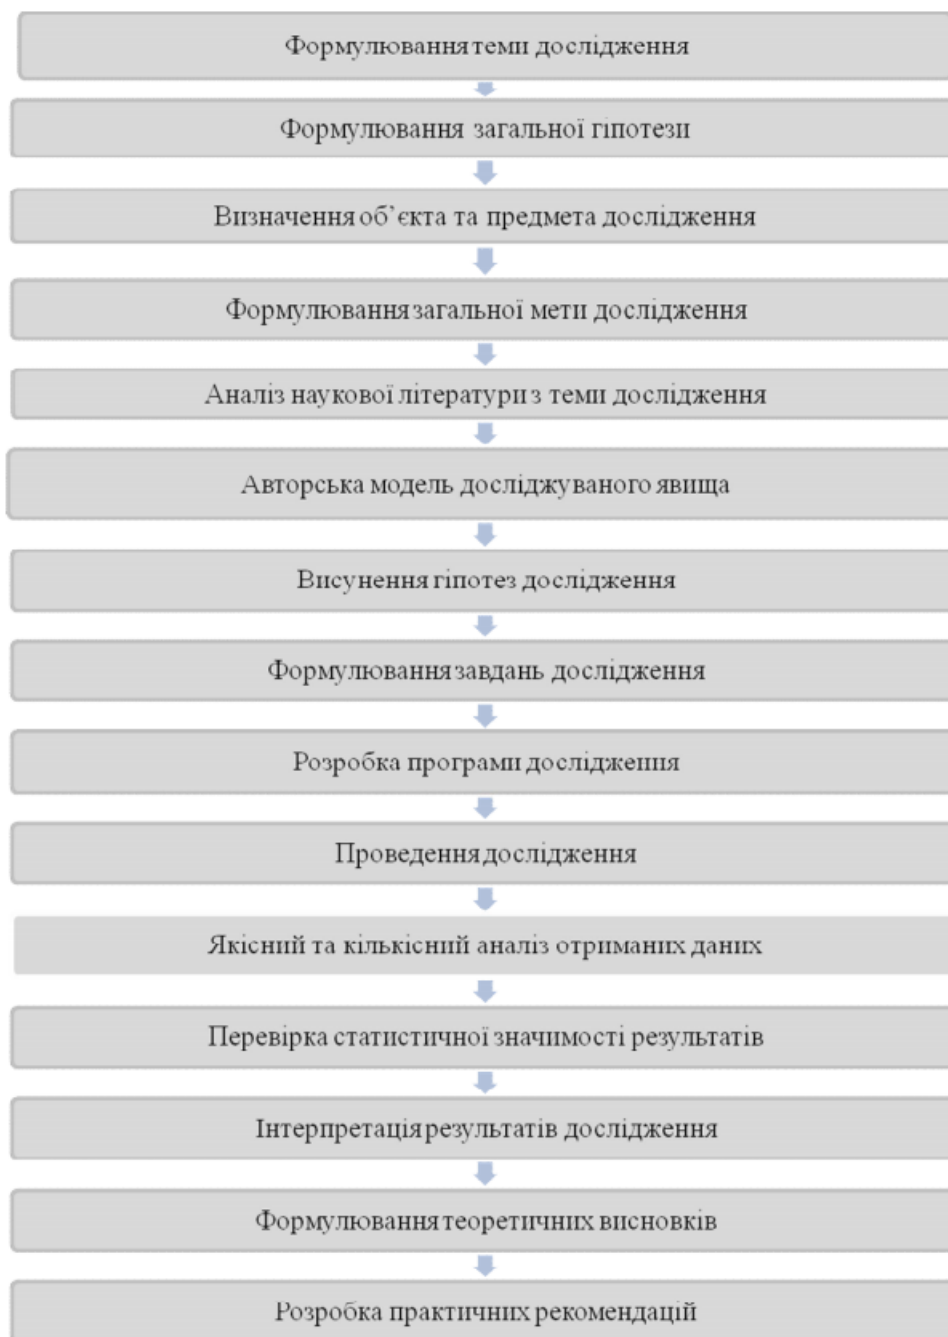 Формулювання теми дослідження
Формулювання загальної гіпотези
Визначення об’єкта та предмета дослідження
Формулювання загальної мети дослідження
Аналіз наукової літератури з теми дослідження
Авторська модель досліджуваного явища
Висунення гіпотез дослідження
Формулювання завдань дослідження
Розробка програми дослідження
Проведення дослідження
Якісний та кількісний аналіз отриманих даних
Перевірка статистичної значимості результатів
Інтерпретація результатів дослідження
Формулювання теоретичних висновків
Розробка практичних рекомендацій